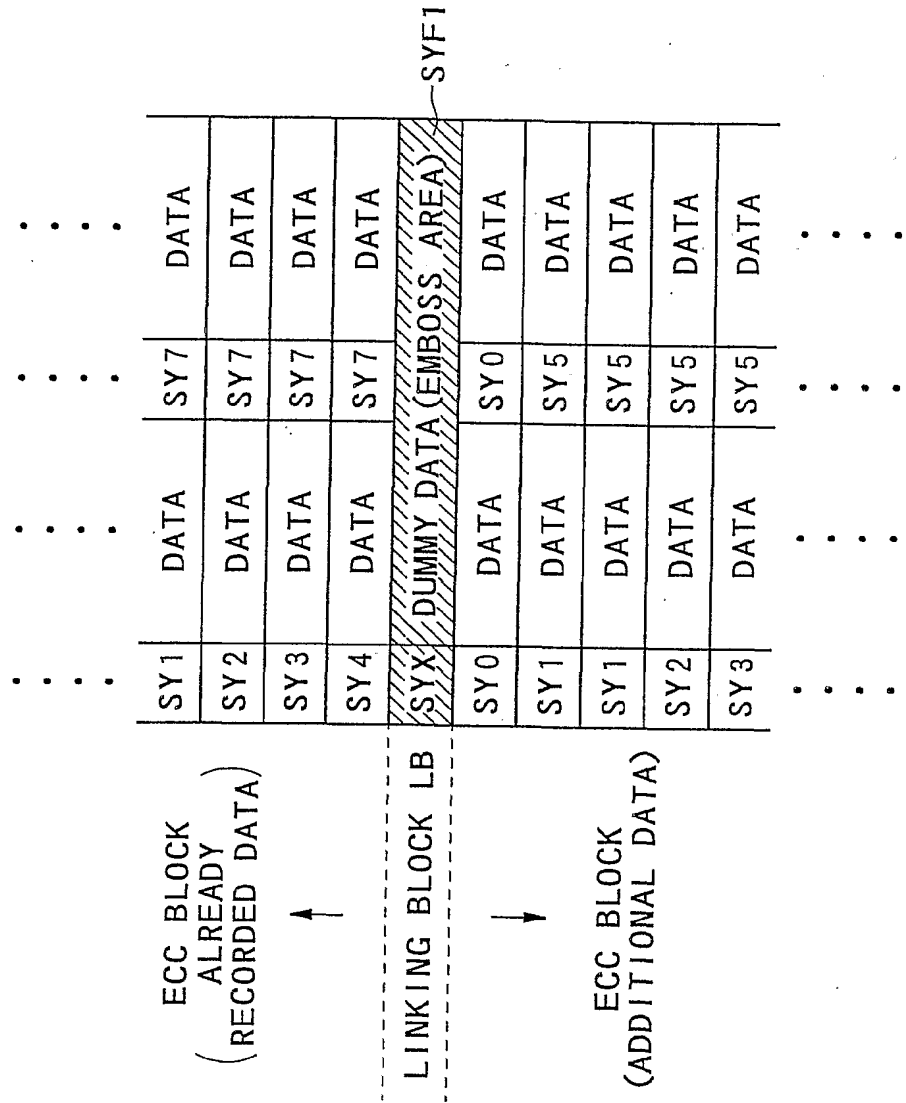 SY1 DATA SY7 DATA
SY2 DATA SY7 DATA
SY3 DATA SY7 DATA
SY4 DATA SY7 DATA
ECC BLOCK
ALREADY
(RECORDED DATA)
LINKING BLOCK LB
SYX DUMMY DATA(EMBOSS AREA)
SYF1
SY0 DATA SY0 DATA
SY1 DATA SY5 DATA
SY1 DATA SY5 DATA
SY2 DATA SY5 DATA
SY3 DATA SY5 DATA
ECC BLOCK
(ADDITIONAL DATA)